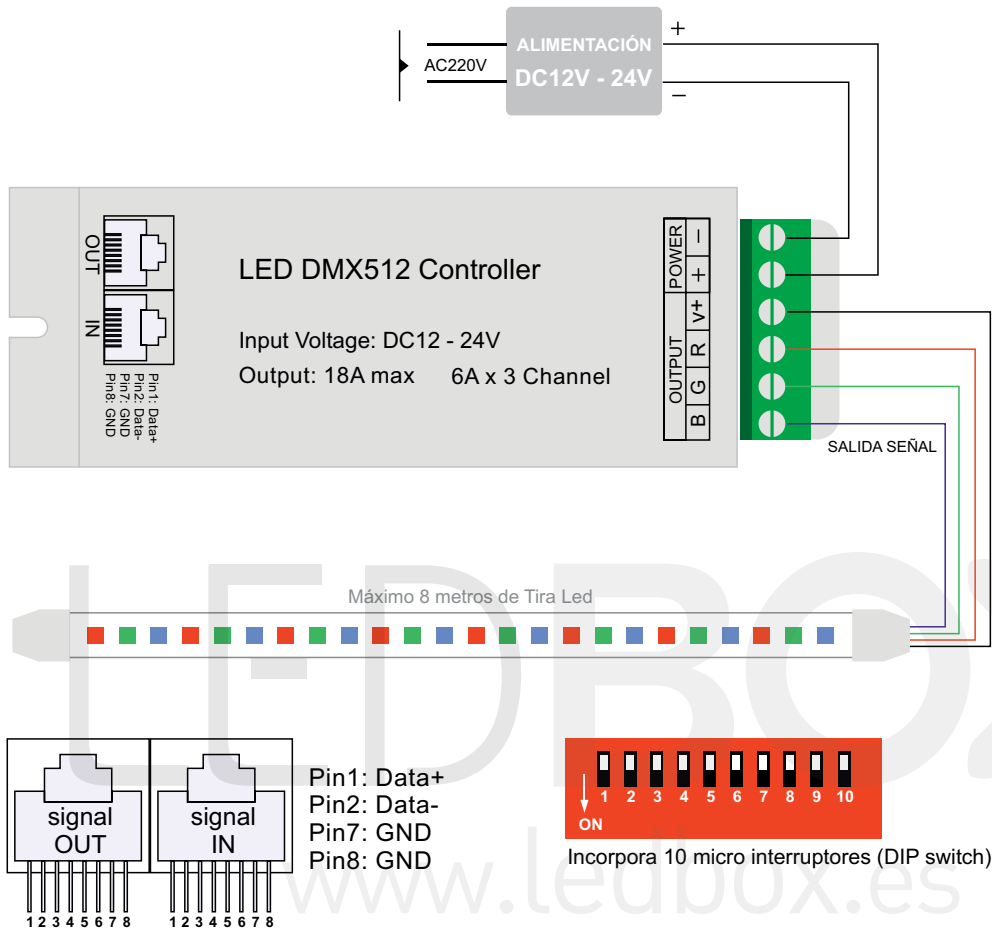 ALIMENTACIÓN
DC12V - 24V
AC220V
+
−
OUT
IN
Pin1: Data+
Pin2: Data-
Pin7: GND
Pin8: GND
LED DMX512 Controller
Input Voltage: DC12 - 24V
Output: 18A max 6A x 3 Channel
POWER
− +
OUTPUT
v+ R G B
SALIDA SEÑAL
Máximo 8 metros de Tira Led
LEDBOX
signal
OUT
1 2 3 4 5 6 7 8
signal
IN
1 2 3 4 5 6 7 8
Pin1: Data+
Pin2: Data-
Pin7: GND
Pin8: GND
1 2 3 4 5 6 7 8 9 10
ON
Incorpora 10 micro interruptores (DIP switch)
www.ledbox.es